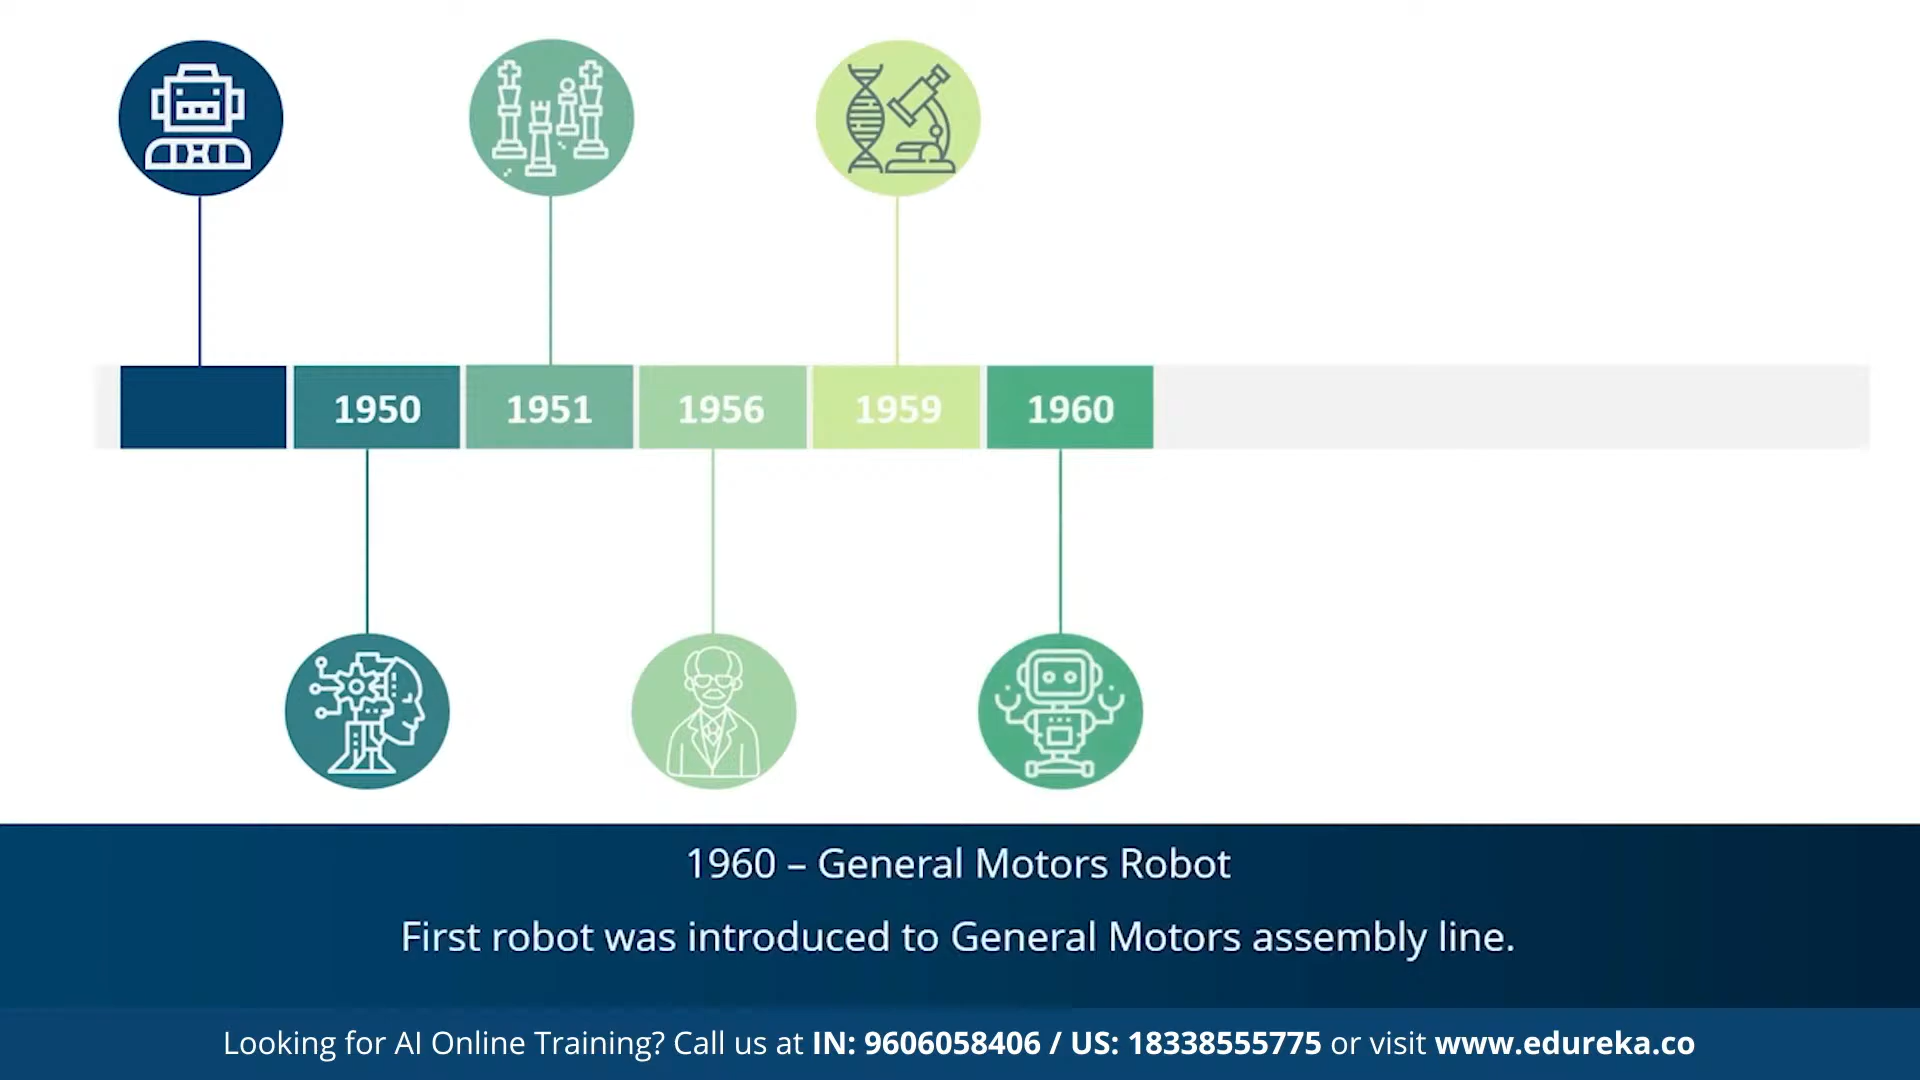 1950
1951
1956
1959
1960
1960 – General Motors Robot
First robot was introduced to General Motors assembly line.
Looking for AI Online Training? Call us at IN: 9606058406 / US: 18338555775 or visit www.edureka.co